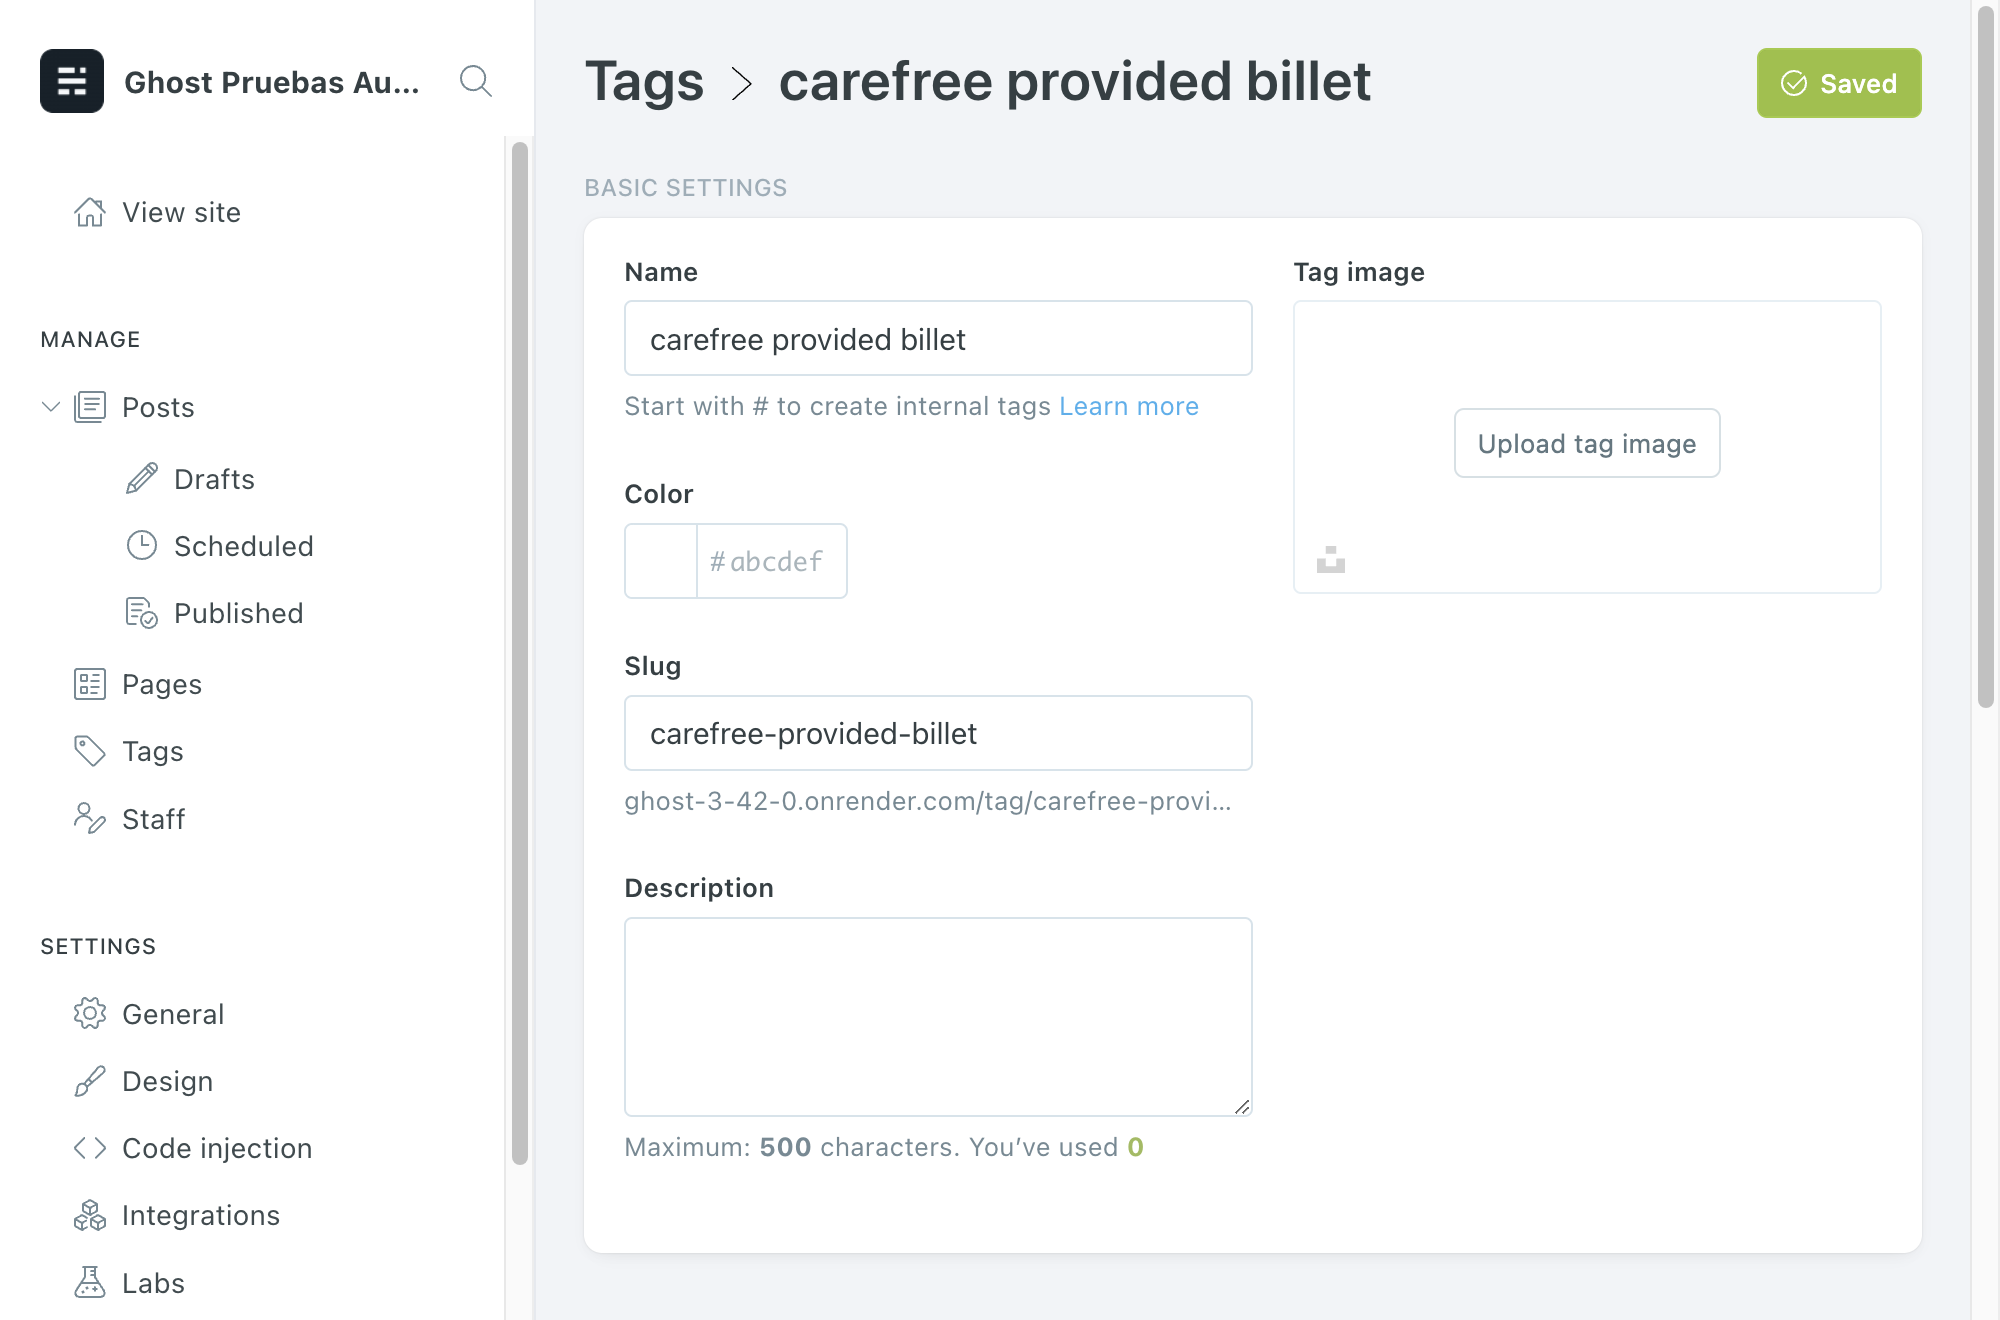 Ghost Pruebas Au...
View site
MANAGE
Posts
Drafts
Scheduled
Published
Pages
Tags
Staff
SETTINGS
General
Design
Code injection
Integrations
Labs
Tags > carefree provided billet
Saved
BASIC SETTINGS
Name
carefree provided billet
Start with # to create internal tags Learn more
Color
#abcdef
Slug
carefree-provided-billet
ghost-3-42-0.onrender.com/tag/carefree-provi...
Description
Maximum: 500 characters. You’ve used 0
Tag image
Upload tag image